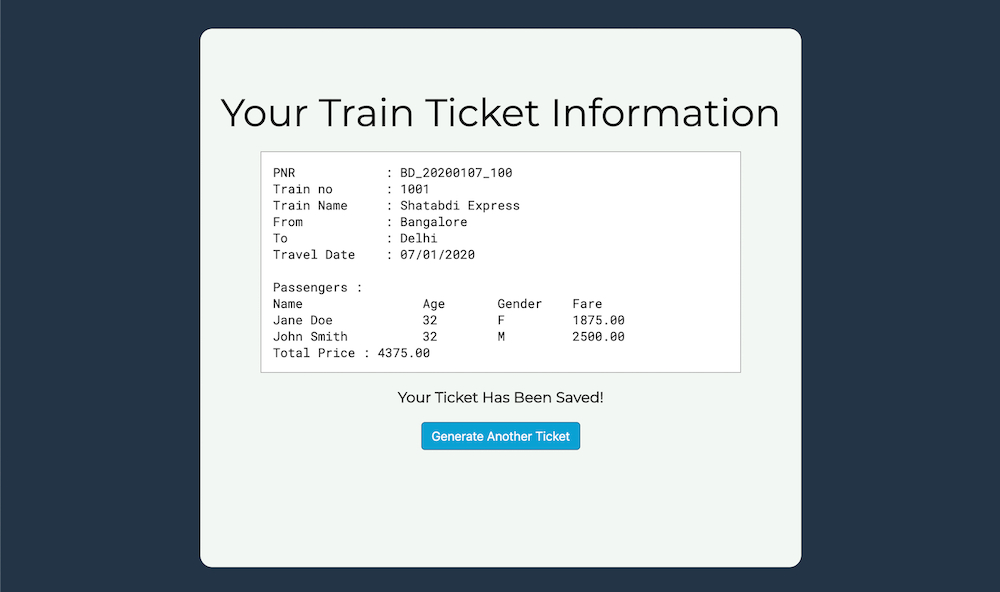 Your Train Ticket Information
PNR : BD_20200107_100
Train no : 1001
Train Name : Shatabdi Express
From : Bangalore
To : Delhi
Travel Date : 07/01/2020
Passengers :
Name Age Gender Fare
Jane Doe 32 F 1875.00
John Smith 32 M 2500.00
Total Price : 4375.00
Your Ticket Has Been Saved!
Generate Another Ticket